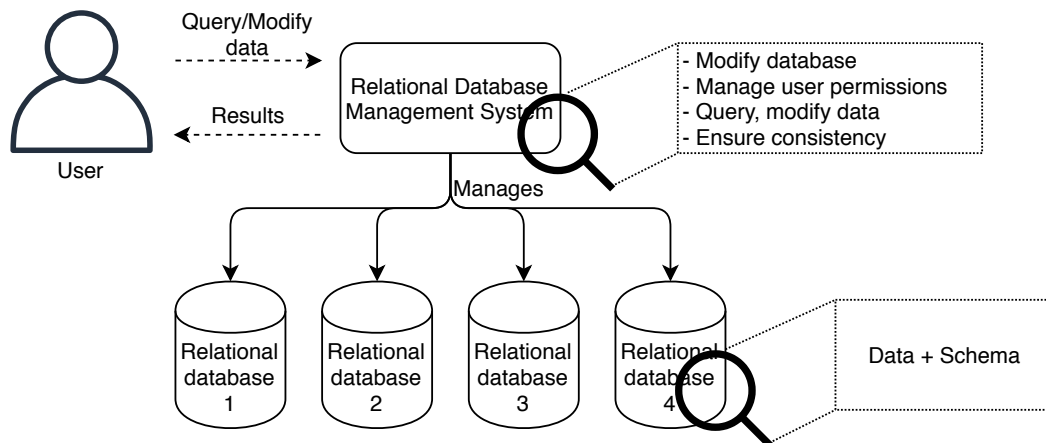 Query/Modify
data
Results
User
Relational Database
Management System
- Modify database
- Manage user permissions
- Query, modify data
- Ensure consistency
Manages
Relational
database
1
Relational
database
2
Relational
database
3
Relational
database
4
Data + Schema